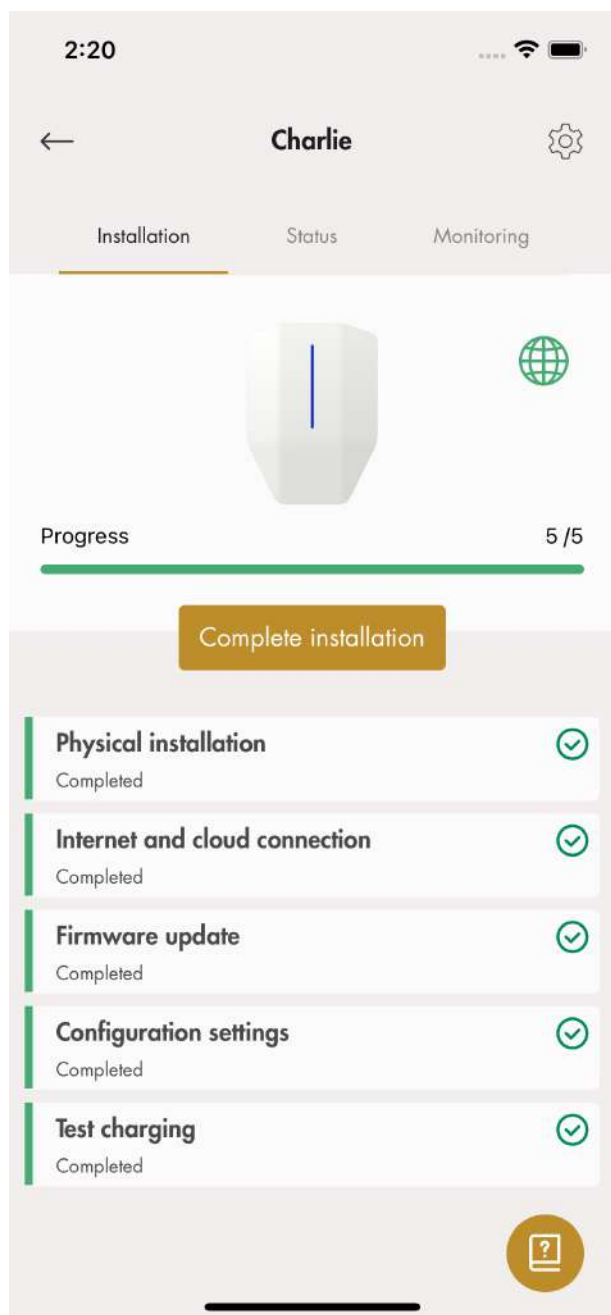 2:20
Charlie
Installation Status Monitoring
Progress 5 /5
Complete installation
Physical installation
Completed
Internet and cloud connection
Completed
Firmware update
Completed
Configuration settings
Completed
Test charging
Completed
?